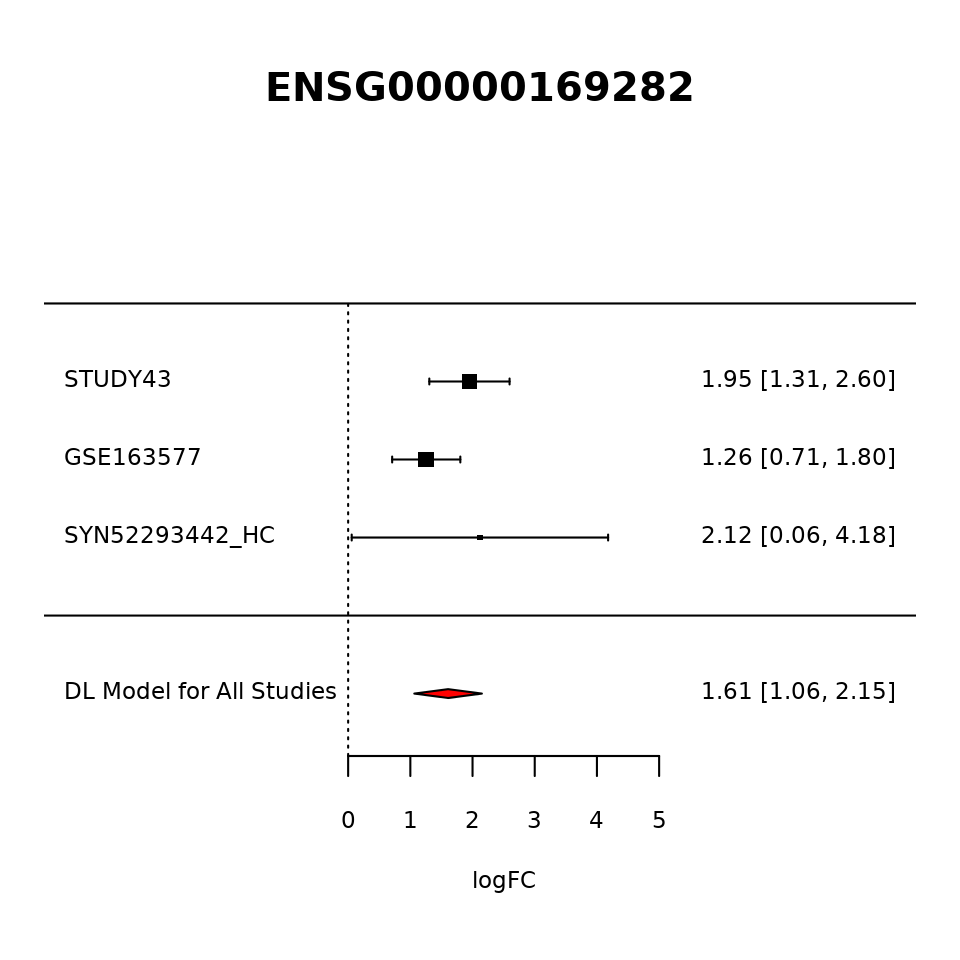 ENSG00000169282
STUDY43 1.95 [1.31, 2.60]
GSE163577 1.26 [0.71, 1.80]
SYN52293442_HC 2.12 [0.06, 4.18]
DL Model for All Studies 1.61 [1.06, 2.15]
0 1 2 3 4 5
logFC